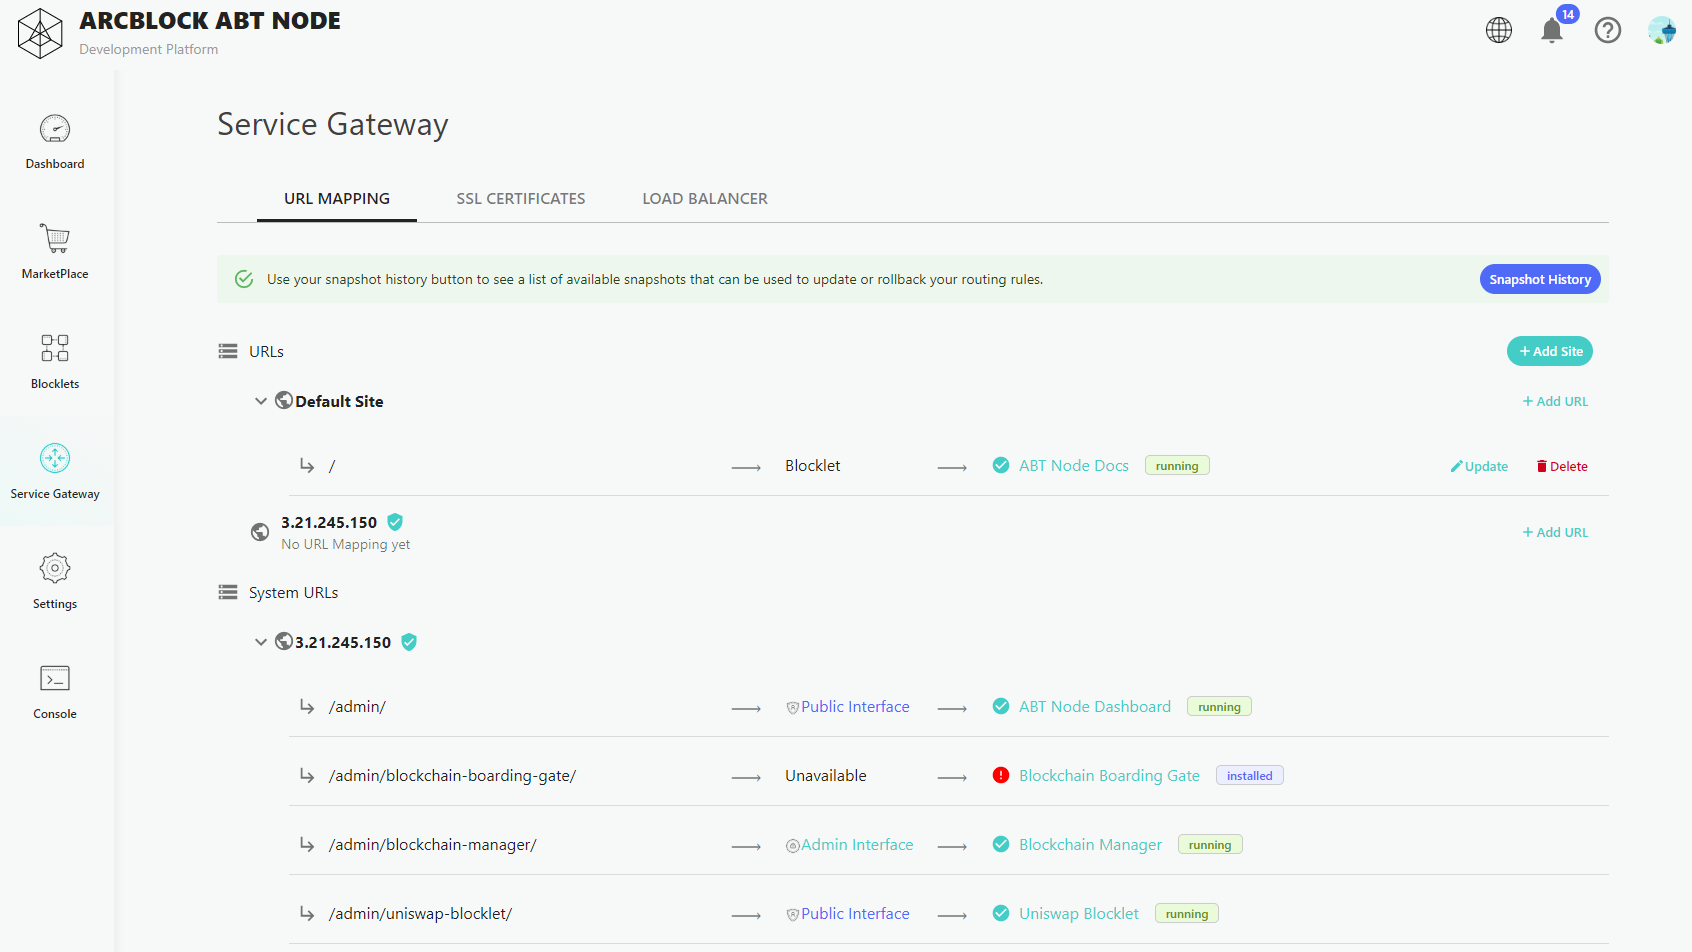 ARCBLOCK ABT NODE
Development Platform
14
Dashboard
MarketPlace
Blocklets
Service Gateway
Settings
Console
Service Gateway
URL MAPPING SSL CERTIFICATES LOAD BALANCER
Use your snapshot history button to see a list of available snapshots that can be used to update or rollback your routing rules. Snapshot History
URLs + Add Site
Default Site + Add URL
/ Blocklet ABT Node Docs running Update Delete
3.21.245.150
No URL Mapping yet + Add URL
System URLs
3.21.245.150
/admin/ Public Interface ABT Node Dashboard running
/admin/blockchain-boarding-gate/ Unavailable Blockchain Boarding Gate installed
/admin/blockchain-manager/ Admin Interface Blockchain Manager running
/admin/uniswap-blocklet/ Public Interface Uniswap Blocklet running